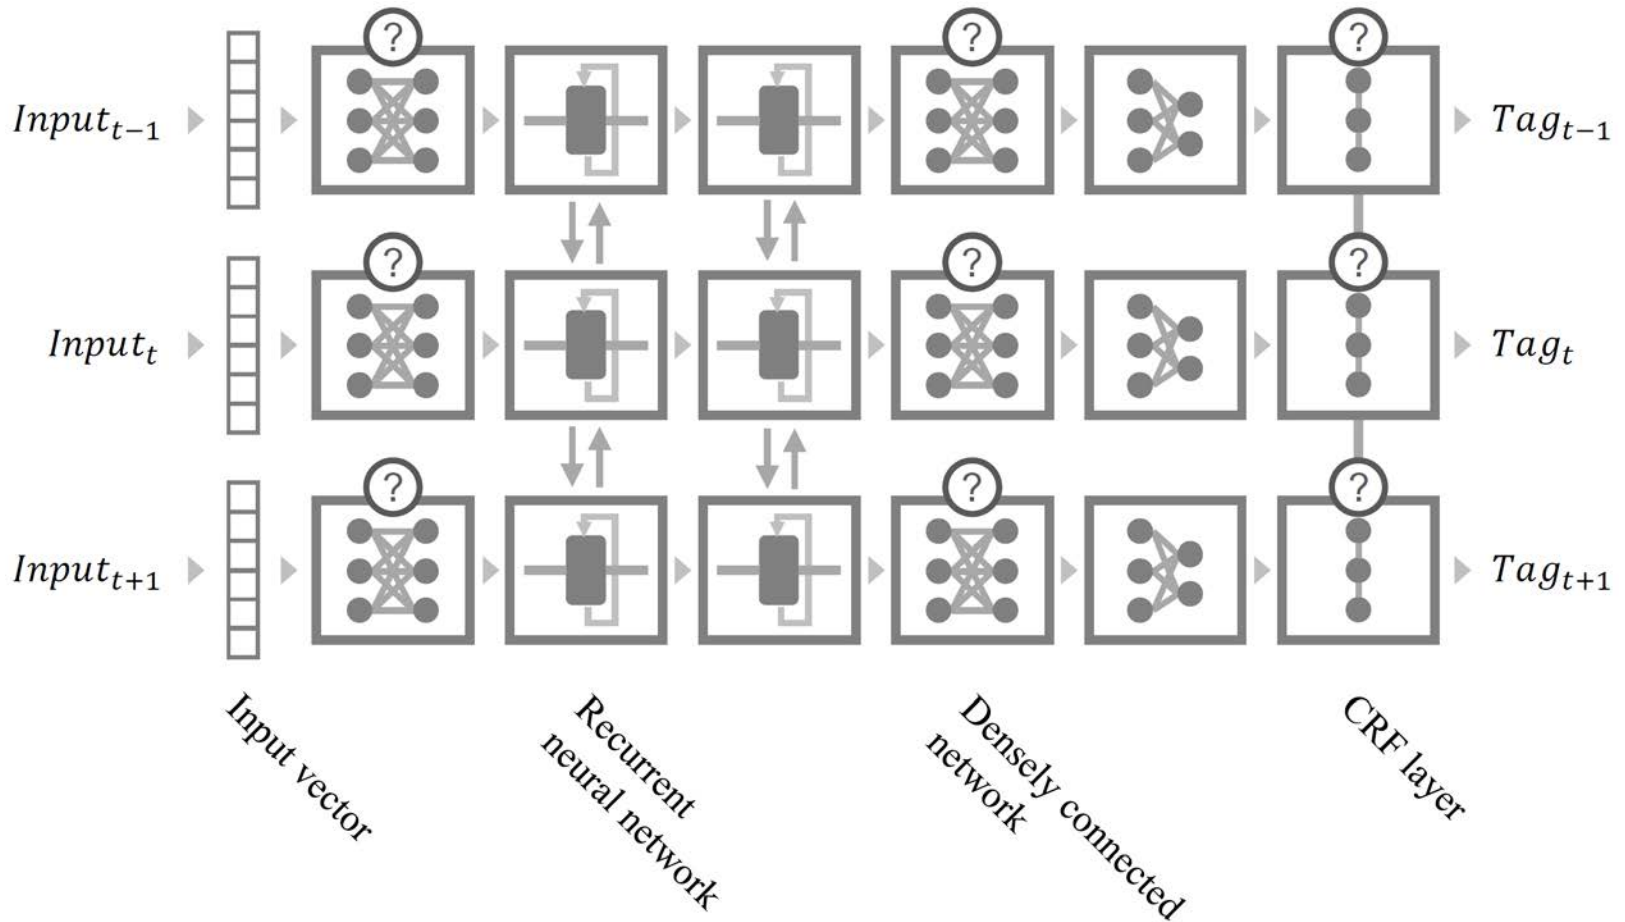 ?
?
?
Input_{t-1}
Tag_{t-1}
?
?
?
Input_t
Tag_t
?
?
?
Input_{t+1}
Tag_{t+1}
Input vector
Recurrent
neural network
Densely connected
network
CRF layer